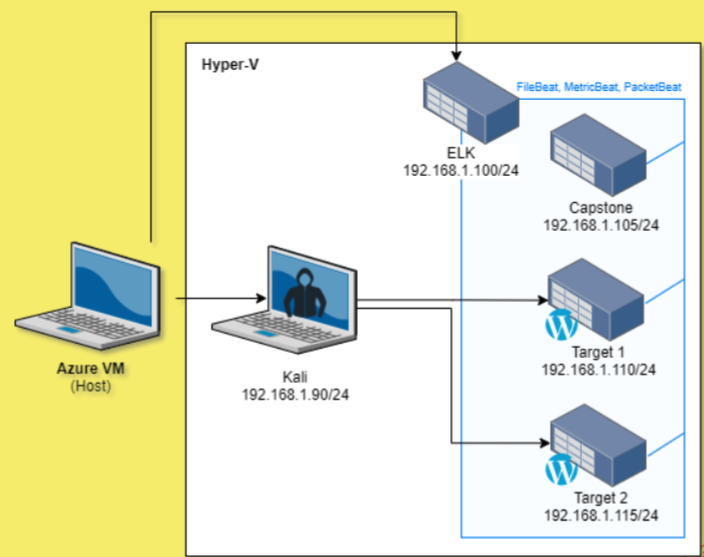 Hyper-V
FileBeat, MetricBeat, PacketBeat
ELK
192.168.1.100/24
Capstone
192.168.1.105/24
Azure VM
(Host)
Kali
192.168.1.90/24
Target 1
192.168.1.110/24
Target 2
192.168.1.115/24